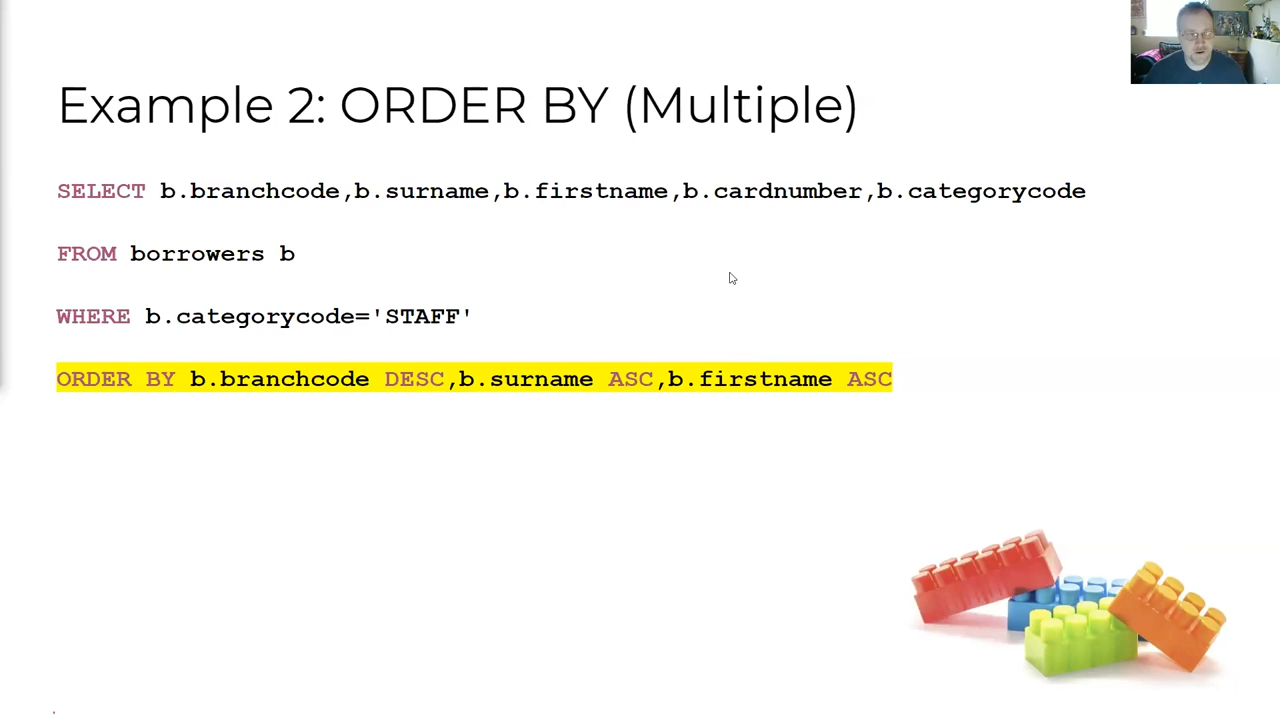 Example 2: ORDER BY (Multiple)
SELECT b.branchcode,b.surname,b.firstname,b.cardnumber,b.categorycode
FROM borrowers b
WHERE b.categorycode='STAFF'
ORDER BY b.branchcode DESC,b.surname ASC,b.firstname ASC